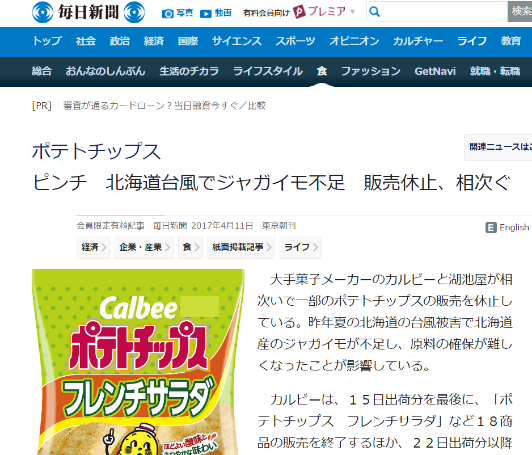 毎日新聞 写真 動画 有料会員向け プレミア 検索
トップ 社会 政治 経済 国際 サイエンス スポーツ オピニオン カルチャー ライフ 教育
総合 おんなのしんぶん 生活のチカラ ライフスタイル 食 ファッション GetNavi 就職・転職
[PR] 審査が通るカードローン？当日融資今すぐ／比較
ポテトチップス
関連ニュースは
ピンチ 北海道台風でジャガイモ不足 販売休止、相次ぐ
会員限定有料記事 毎日新聞 2017年4月11日 東京朝刊
E English
経済 企業・産業 食 紙面掲載記事 ライフ
Calbee
ポテトチップス
フレンチサラダ
ほどよい酸味と
さわやかな味わい
大手菓子メーカーのカルビーと湖池屋が相
次いで一部のポテトチップスの販売を休止し
ている。昨年夏の北海道の台風被害で北海道
産のジャガイモが不足し、原料の確保が難し
くなったことが影響している。
カルビーは、１５日出荷分を最後に、「ポ
テトチップス フレンチサラダ」など１８商
品の販売を終了するほか、２２日出荷分以降